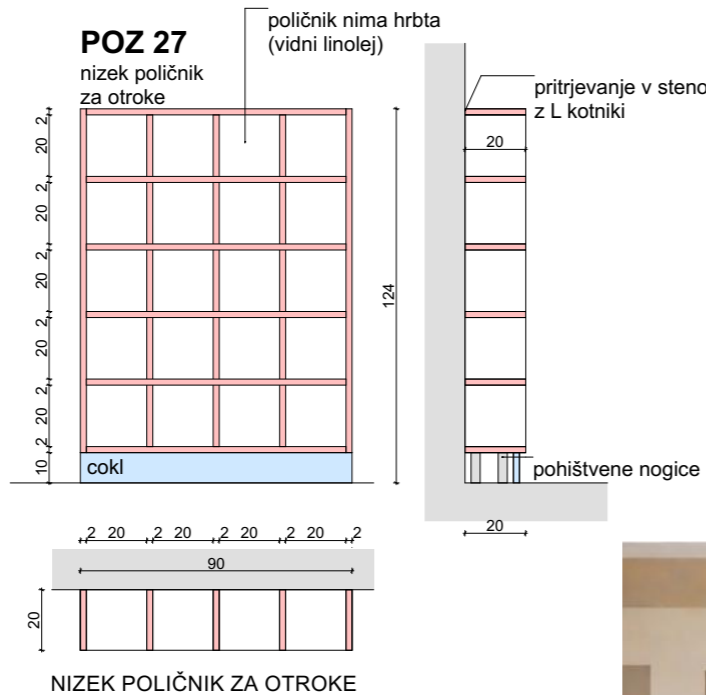 POZ 27
nizek poličnik
za otroke
poličnik nima hrbta
(vidni linolej)
pritrjevanje v steno
z L kotniki
2
20
2
20
2
20
2
20
2
20
2
10
124
20
cokl
pohištvene nogice
20
2 20 2 20 2 20 2 20 2
90
20
NIZEK POLIČNIK ZA OTROKE